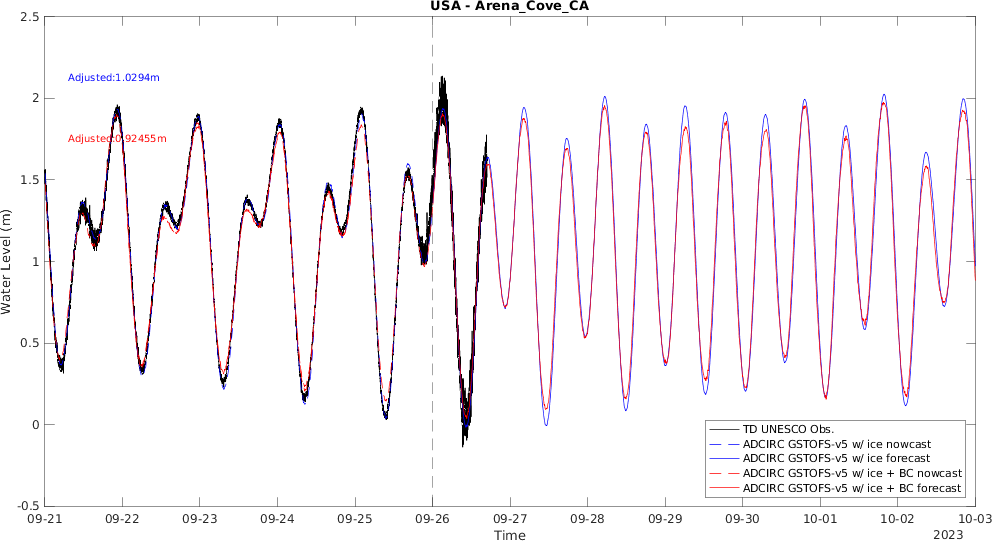 USA - Arena_Cove_CA
2.5
2
1.5
1
0.5
0
-0.5
Water Level (m)
Adjusted:1.0294m
Adjusted:0.92455m
TD UNESCO Obs.
ADCIRC GSTOFS-v5 w/ ice nowcast
ADCIRC GSTOFS-v5 w/ ice forecast
ADCIRC GSTOFS-v5 w/ ice + BC nowcast
ADCIRC GSTOFS-v5 w/ ice + BC forecast
09-21 09-22 09-23 09-24 09-25 09-26 09-27 09-28 09-29 09-30 10-01 10-02 10-03
Time
2023